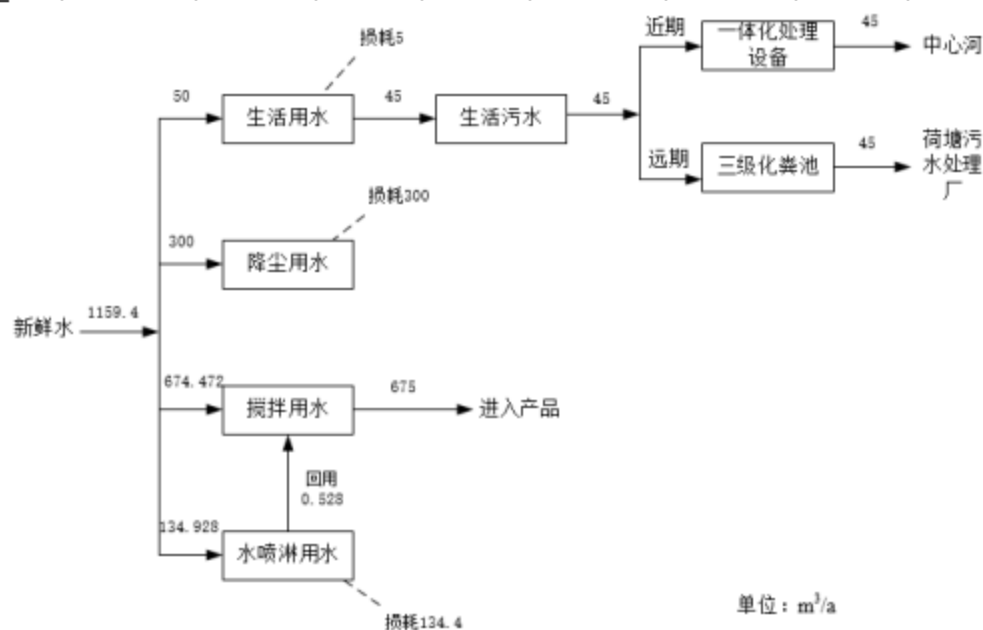 损耗5
近期
一体化处理
设备
45
中心河
50
生活用水
45
生活污水
45
远期
三级化粪池
45
荷塘污
水处理
厂
损耗300
300
降尘用水
新鲜水
1159.4
674.472
搅拌用水
675
进入产品
回用
0.528
134.928
水喷淋用水
损耗134.4
单位：m³/a